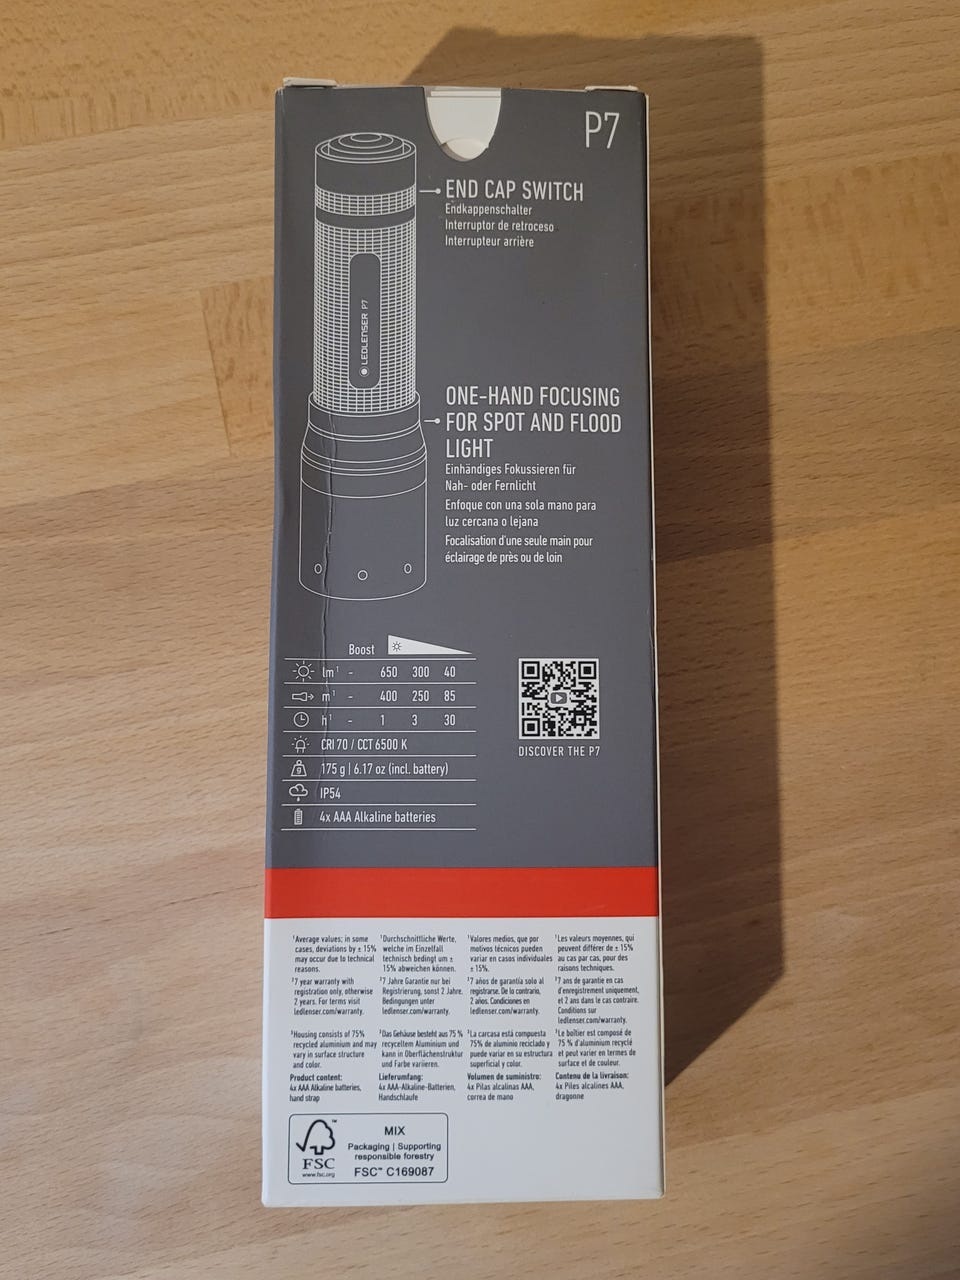 P7
END CAP SWITCH
Endkappenschalter
Interruptor de retroceso
Interrupteur arrière
LEDLENSER P7
ONE-HAND FOCUSING
FOR SPOT AND FLOOD
LIGHT
Einhändiges Fokussieren für
Nah- oder Fernlicht
Enfoque con una sola mano para
luz cercana o lejana
Focalisation d'une seule main pour
éclairage de près ou de loin
Boost
lm¹ - 650 300 40
m¹ - 400 250 85
h¹ - 1 3 30
CRI 70 / CCT 6500 K
g 175 g | 6.17 oz (incl. battery)
IP54
4x AAA Alkaline batteries
DISCOVER THE P7
¹Average values; in some
cases, deviations by ± 15%
may occur due to technical
reasons.
²7 year warranty with
registration only, otherwise
2 years. For terms visit
ledlenser.com/warranty.
³Housing consists of 75%
recycled aluminium and may
vary in surface structure
and color.
Product content:
4x AAA Alkaline batteries,
hand strap
¹Durchschnittliche Werte,
welche im Einzelfall
technisch bedingt um ±
15% abweichen können.
²7 Jahre Garantie nur bei
Registrierung, sonst 2 Jahre.
Bedingungen unter
ledlenser.com/warranty.
³Das Gehäuse besteht aus 75 %
recyceltem Aluminium und
kann in Oberflächenstruktur
und Farbe variieren.
Lieferumfang:
4x AAA-Alkaline-Batterien,
Handschlaufe
¹Valores medios, que por
motivos técnicos pueden
variar en casos individuales
± 15%.
²7 años de garantía solo al
registrarse. De lo contrario,
2 años. Condiciones en
ledlenser.com/warranty.
³La carcasa está compuesta
75% de aluminio reciclado y
puede variar en su estructura
superficial y color.
Volumen de suministro:
4x Pilas alcalinas AAA,
correa de mano
¹Les valeurs moyennes, qui
peuvent différer de ± 15%
au cas par cas, pour des
raisons techniques.
²7 ans de garantie en cas
d'enregistrement uniquement,
et 2 ans dans le cas contraire.
Conditions sur
ledlenser.com/warranty.
³Le boîtier est composé de
75 % d'aluminium recyclé
et peut varier en termes de
surface et de couleur.
Contenu de la livraison:
4x Piles alcalines AAA,
dragonne
FSC
www.fsc.org
MIX
Packaging | Supporting
responsible forestry
FSC™ C169087